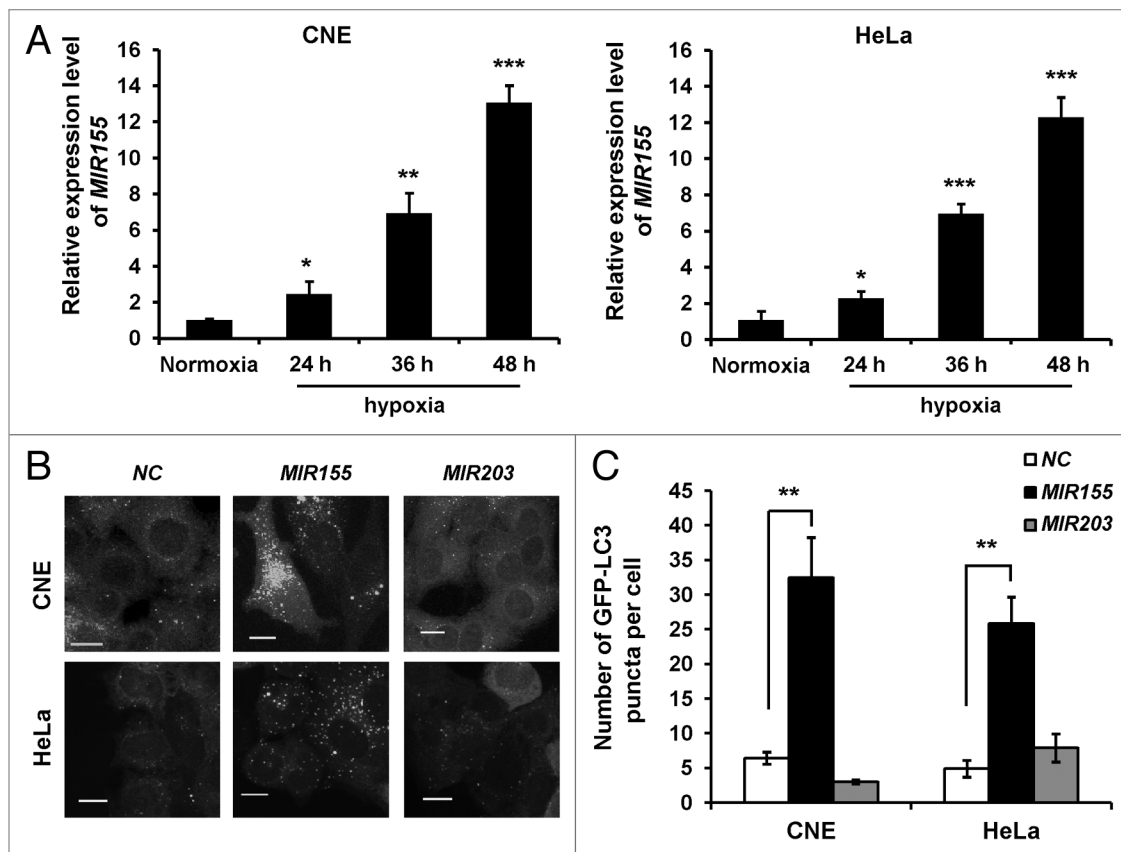 A
CNE
Relative expression level
of MIR155
16
14
12
10
8
6
4
2
0
*
**
***
Normoxia
24 h
36 h
48 h
hypoxia
HeLa
Relative expression level
of MIR155
16
14
12
10
8
6
4
2
0
*
***
***
Normoxia
24 h
36 h
48 h
hypoxia
B
NC
MIR155
MIR203
CNE
HeLa
C
NC
MIR155
MIR203
Number of GFP-LC3
puncta per cell
45
40
35
30
25
20
15
10
5
0
**
**
CNE
HeLa